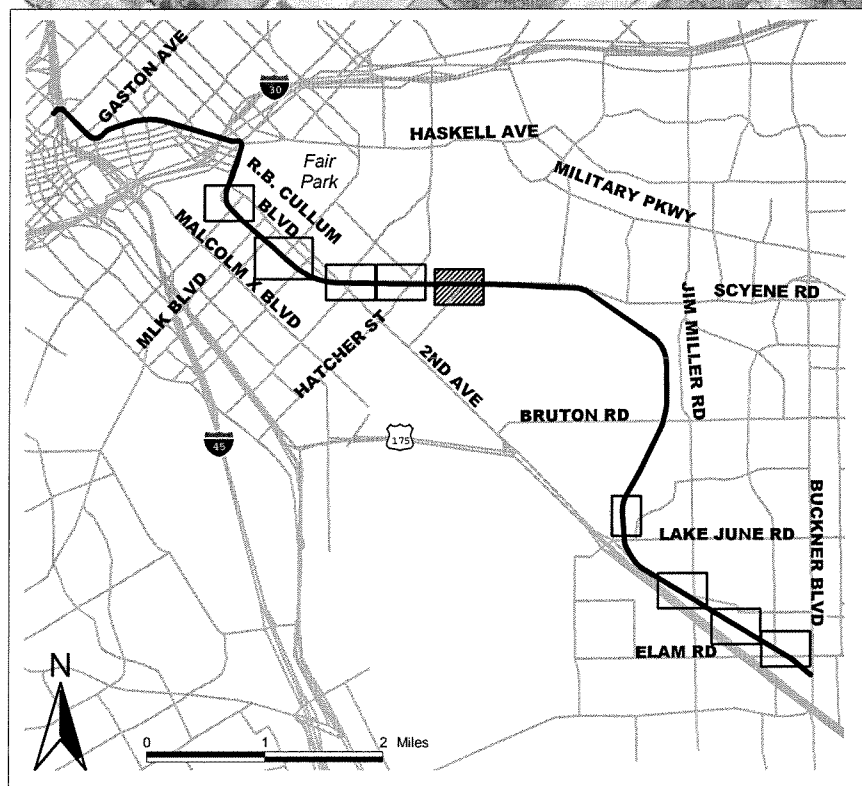 GASTON AVE
30
HASKELL AVE
Fair
Park
R.B. CULLUM
BLVD
MILITARY PKWY
MALCOLM X BLVD
MLK BLVD
SCYENE RD
JIM MILLER RD
HATCHER ST
2ND AVE
BRUTON RD
45
175
BUCKNER BLVD
LAKE JUNE RD
ELAM RD
N
0 1 2 Miles